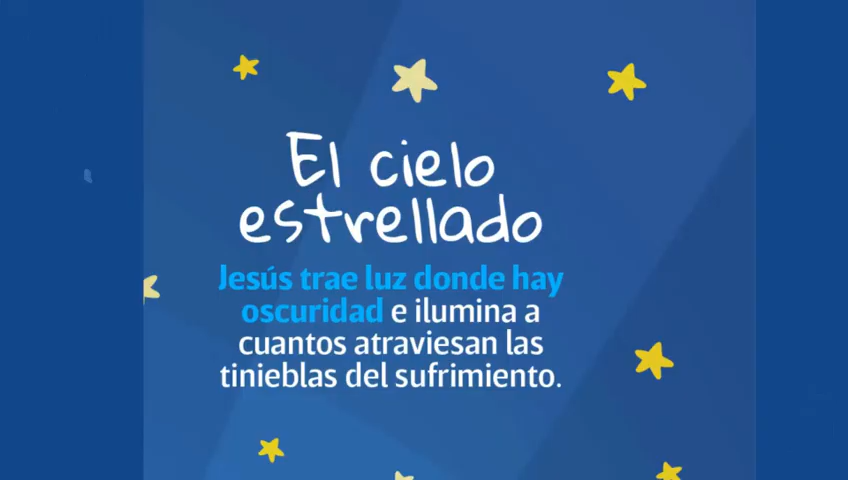 El cielo
estrellado
Jesús trae luz donde hay
oscuridad e ilumina a
cuantos atraviesan las
tinieblas del sufrimiento.